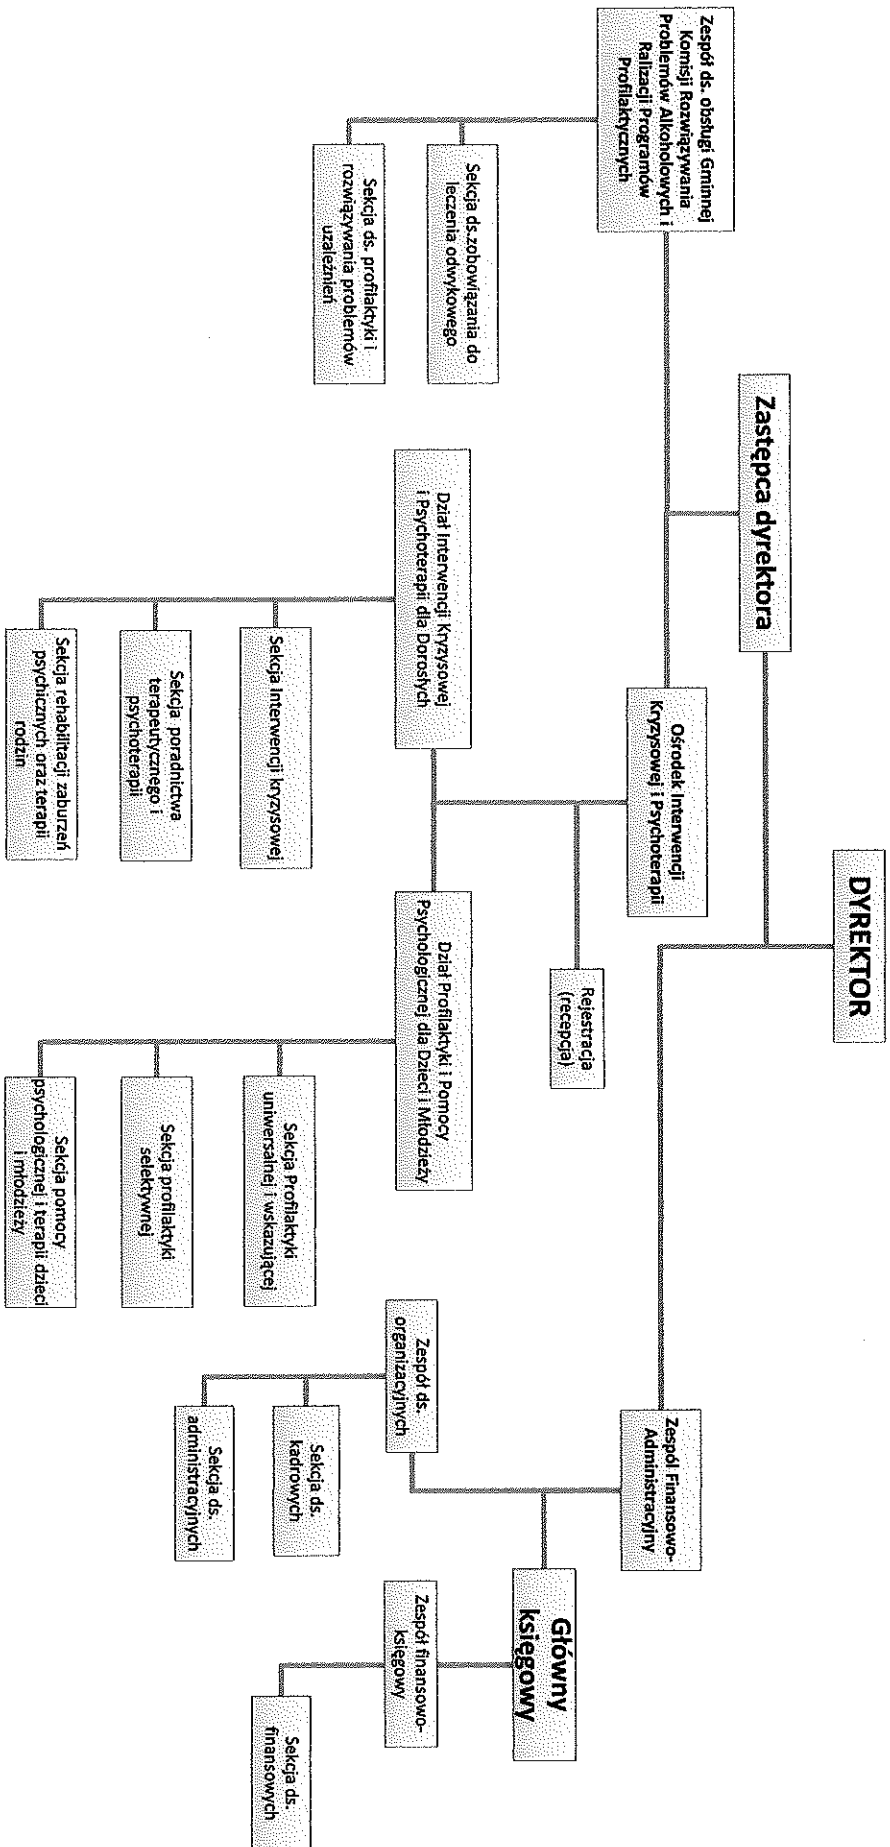 DYREKTOR
Zastępca dyrektora
Zespół ds. obsługi Gminnej
Komisji Rozwiązywania
Problemów Alkoholowych i
Ralizacji Programów
Profilaktycznych
Sekcja ds.zobowiązania do
leczenia odwykowego
Sekcja ds. profilaktyki i
rozwiązywania problemów
uzależnień
Ośrodek Interwencji
Kryzysowej i Psychoterapii
Rejestracja
(recepcja)
Dział Interwencji Kryzysowej
i Psychoterapii dla Dorosłych
Sekcja Interwencji kryzysowej
Sekcja poradnictwa
terapeutycznego i
psychoterapii
Sekcja rehabilitacji zaburzeń
psychicznych oraz terapii
rodzin
Dział Profilaktyki i Pomocy
Psychologicznej dla Dzieci i Młodzieży
Sekcja Profilaktyki
uniwersalnej i wskazującej
Sekcja profilaktyki
selektywnej
Sekcja pomocy
psychologicznej i terapii dzieci
i młodzieży
Zespól Finansowo-
Administracyjny
Zespół ds.
organizacyjnych
Sekcja ds.
kadrowych
Sekcja ds.
administracyjnych
Główny
księgowy
Zespół finansowo-
księgowy
Sekcja ds.
finansowych